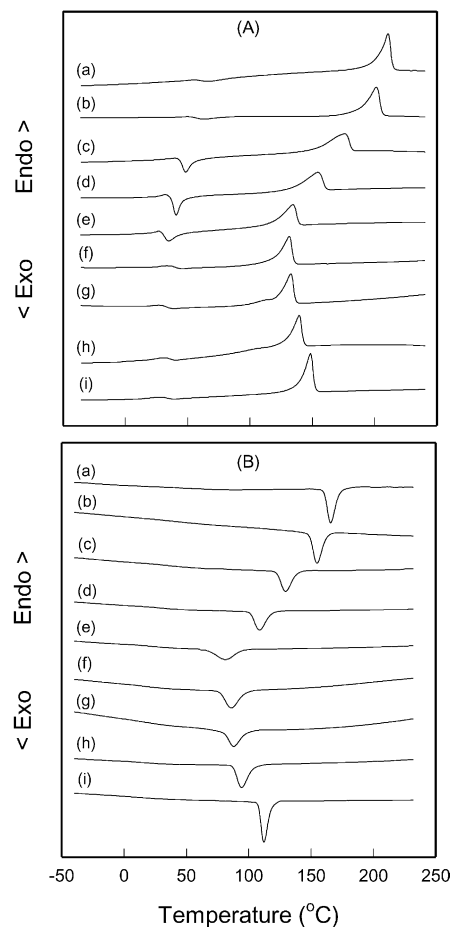 (A)
(a)
(b)
(c)
(d)
(e)
(f)
(g)
(h)
(i)
< Exo Endo >
(B)
(a)
(b)
(c)
(d)
(e)
(f)
(g)
(h)
(i)
< Exo Endo >
-50 0 50 100 150 200 250
Temperature (°C)